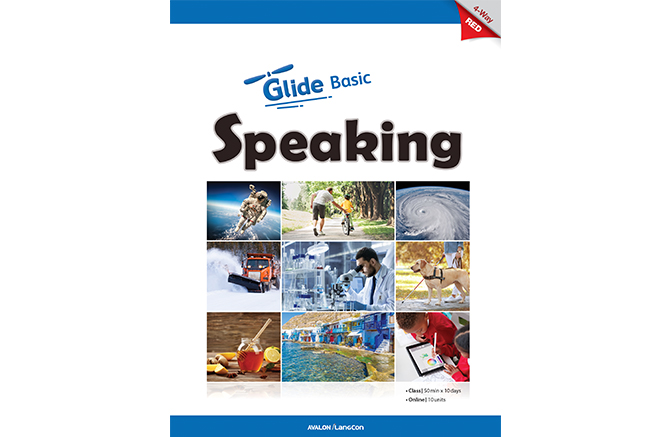 4-Way
RED
Glide Basic
Speaking
• Class | 50 min x 10 days
• Online | 10 units
AVALON / LANGCON